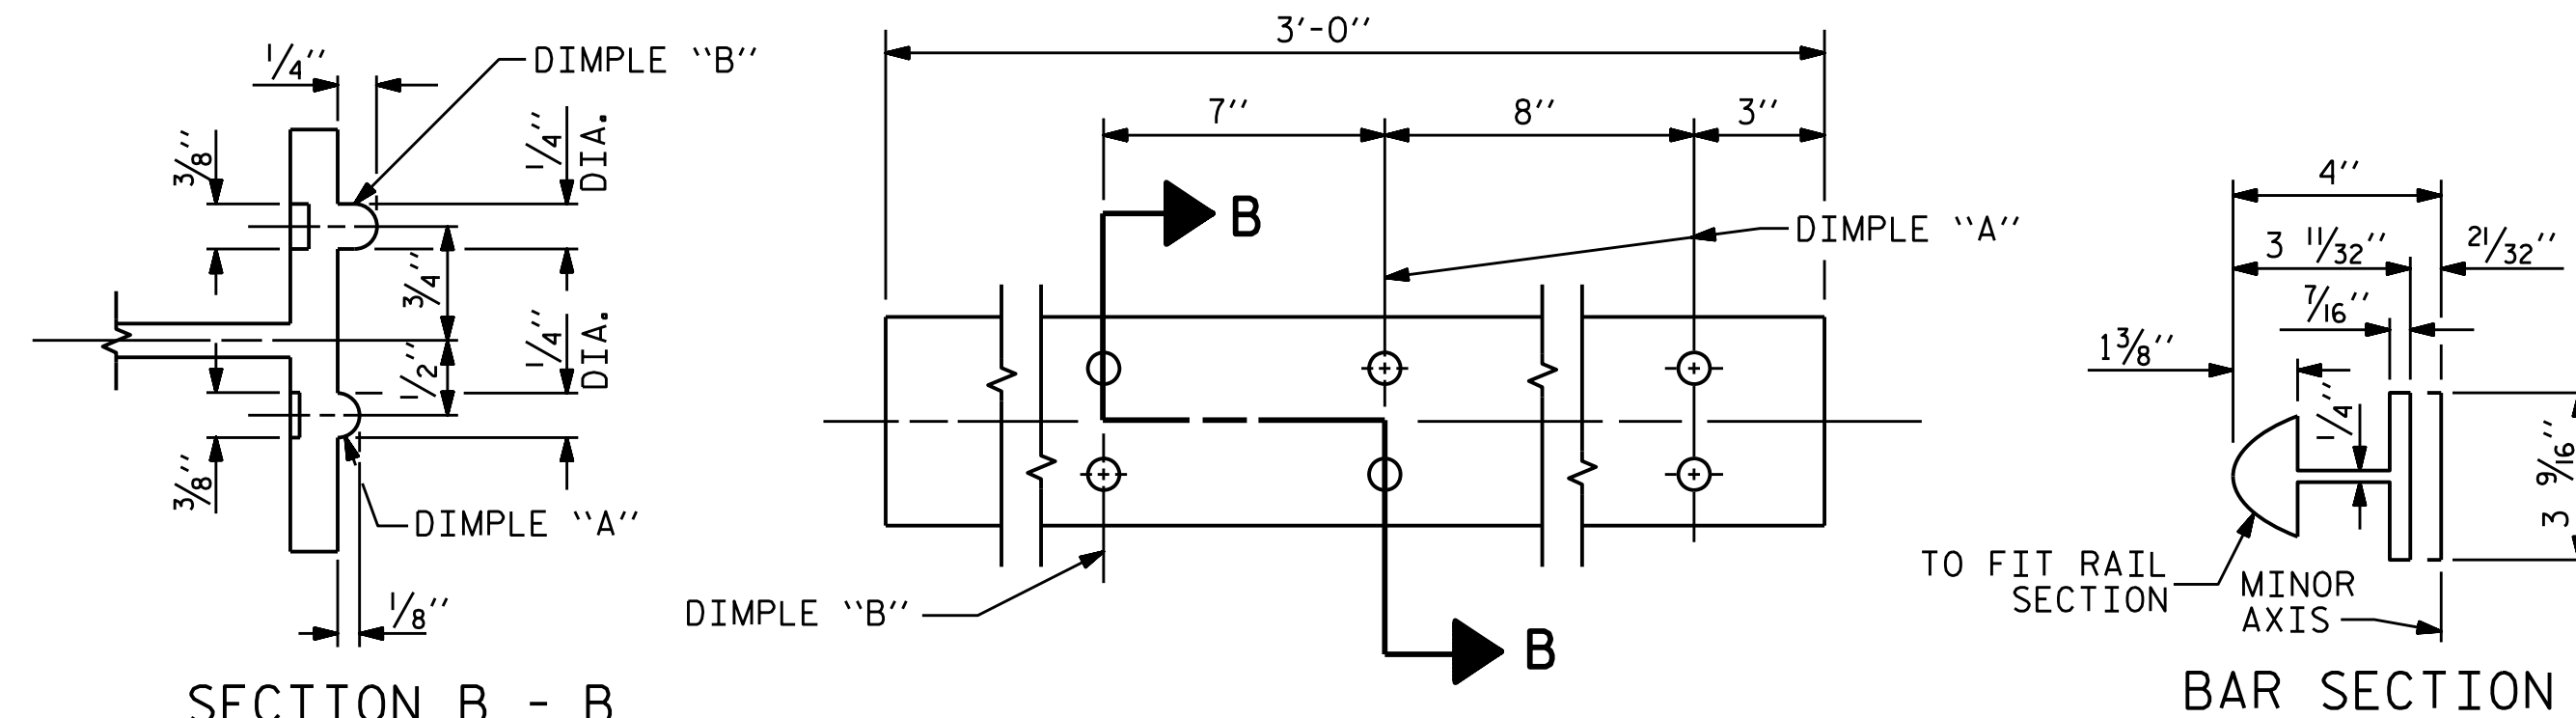 1/4''
DIMPLE ``B''
3/8''
1/4''
DIA.
3/4''
1/4''
DIA.
1/2''
3/8''
DIMPLE ``A''
1/8''
SECTION B - B
3'-0''
7''
8''
3''
B
DIMPLE ``A''
DIMPLE ``B''
B
4''
3 11/32''
21/32''
7/16''
1 3/8''
1/4''
3 9/16''
TO FIT RAIL
SECTION
MINOR
AXIS
BAR SECTION